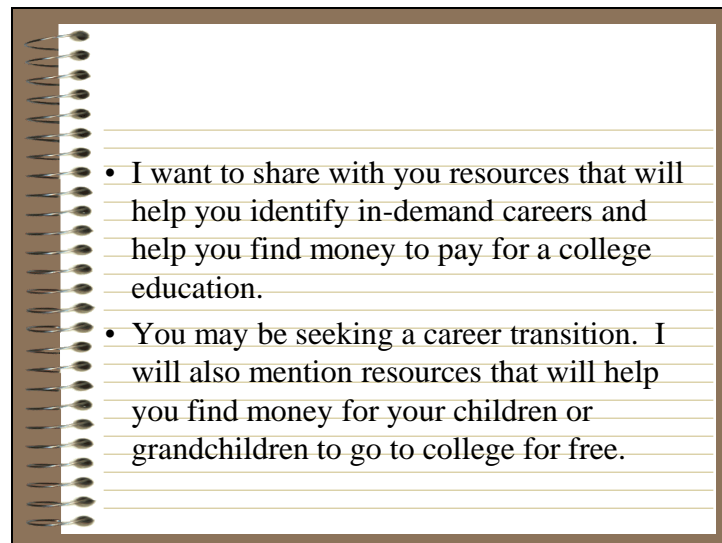 • I want to share with you resources that will
help you identify in-demand careers and
help you find money to pay for a college
education.
• You may be seeking a career transition.  I
will also mention resources that will help
you find money for your children or
grandchildren to go to college for free.